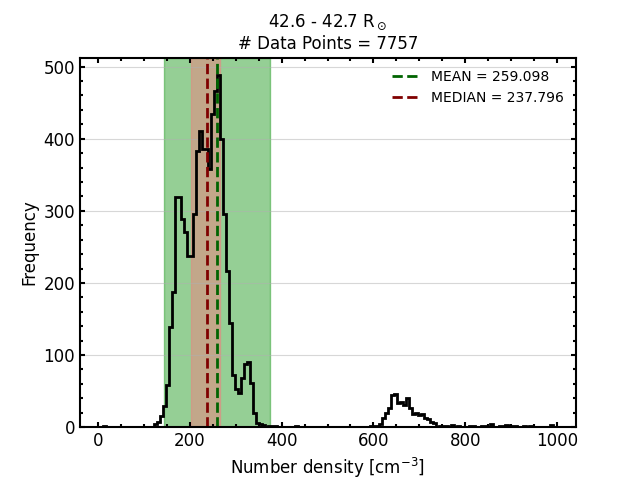 42.6 - 42.7 R⊙
# Data Points = 7757
MEAN = 259.098
MEDIAN = 237.796
500
400
300
200
100
0
Frequency
0 200 400 600 800 1000
Number density [cm⁻³]